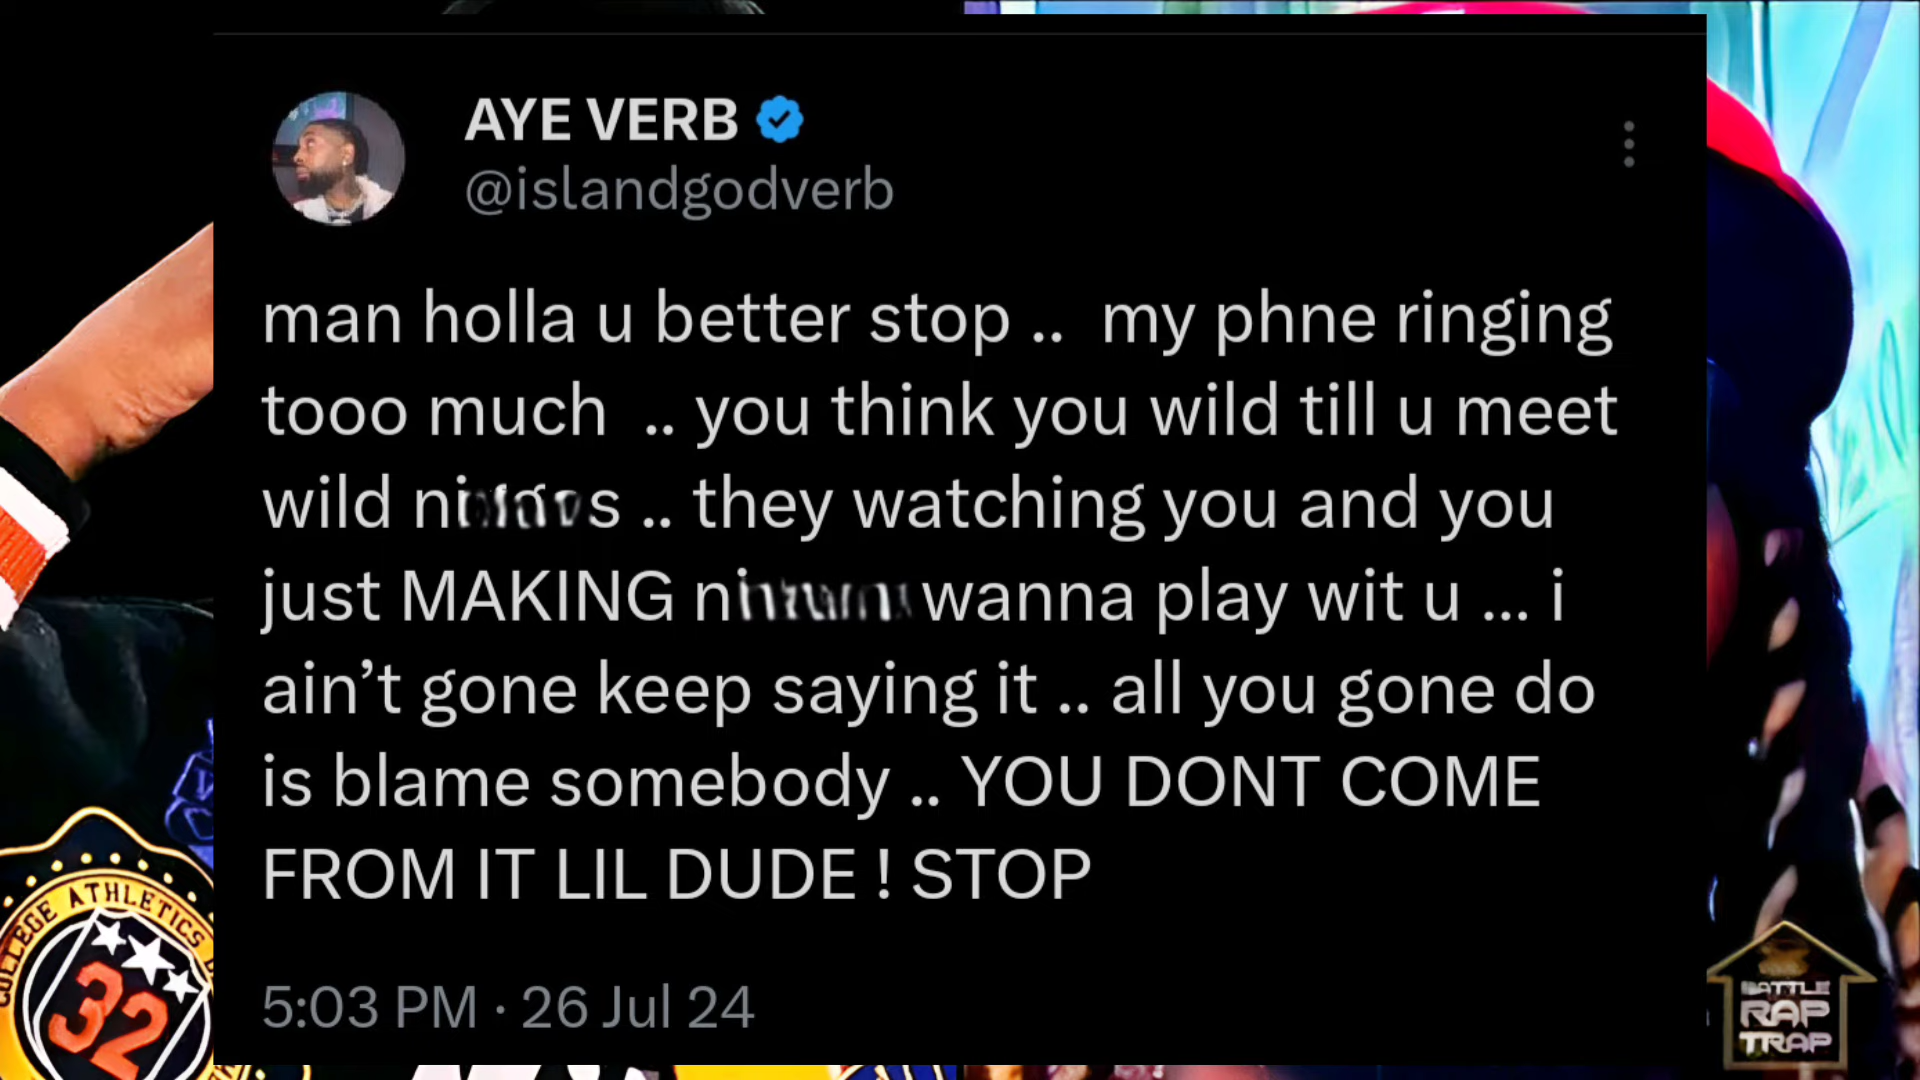 AYE VERB
@islandgodverb
man holla u better stop .. my phne ringing
tooo much .. you think you wild till u meet
wild .. they watching you and you
just MAKING wanna play wit u ... i
ain't gone keep saying it .. all you gone do
is blame somebody .. YOU DONT COME
FROM IT LIL DUDE ! STOP
5:03 PM · 26 Jul 24
COLLEGE ATHLETICS
32
BATTLE
RAP
TRAP